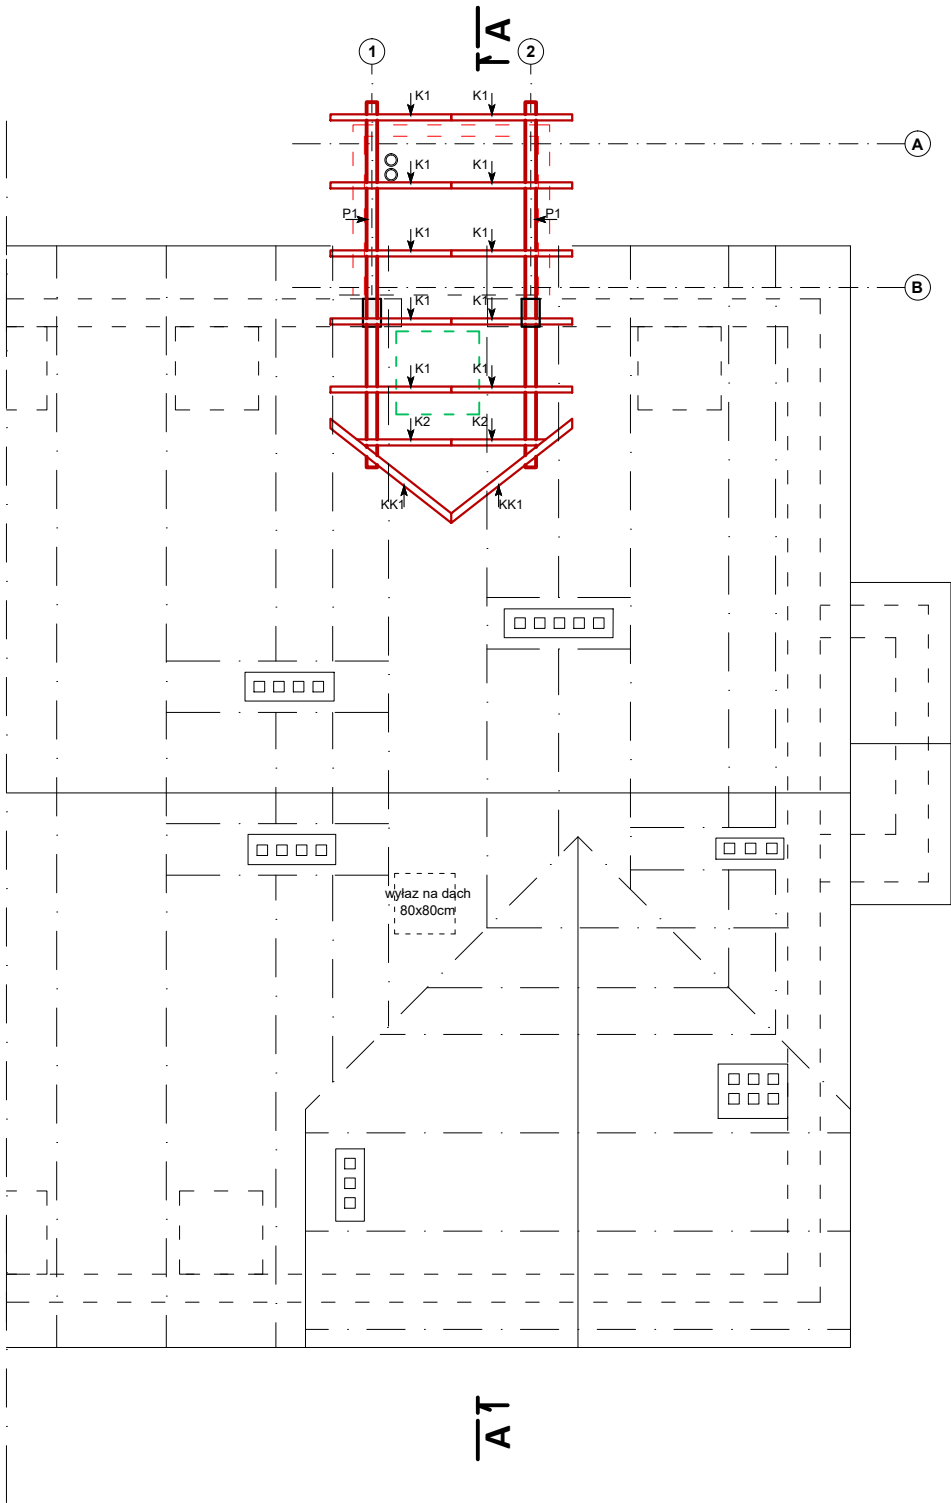 A
1 2
K1 K1
A
K1 K1
P1 P1
K1 K1
B
K1 K1
K1 K1
K2 K2
KK1 KK1
wyłaz na dach
80x80cm
A